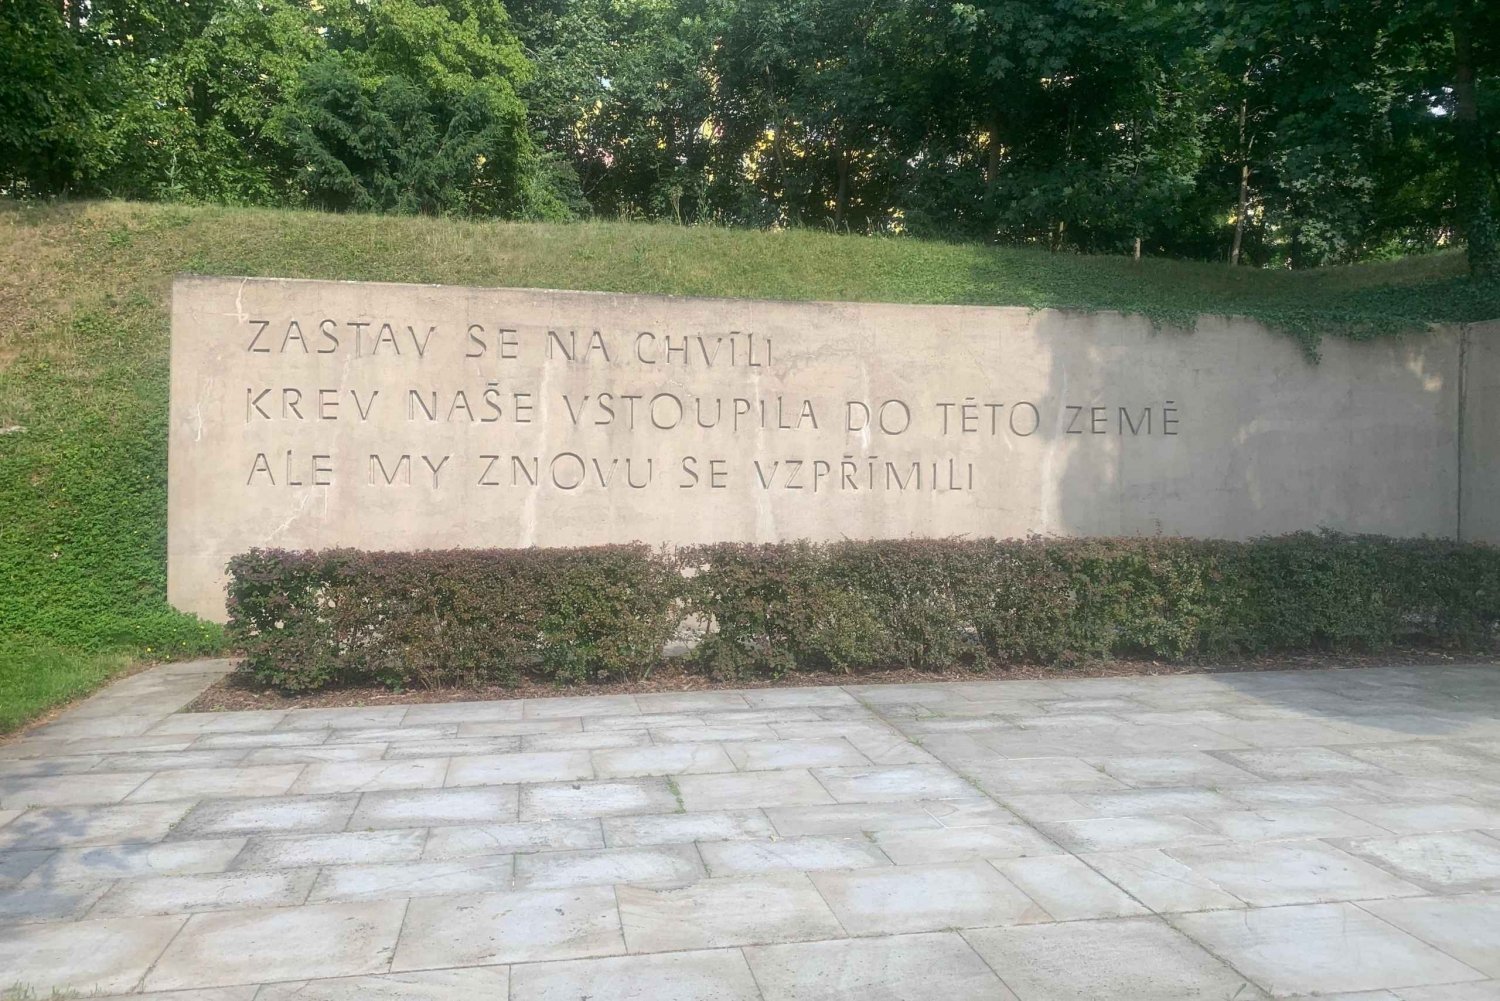 ZASTAV SE NA CHVÍLI
KREV NAŠE VSTOUPILA DO TÉTO ZEMĚ
ALE MY ZNOVU SE VZPŘÍMILI